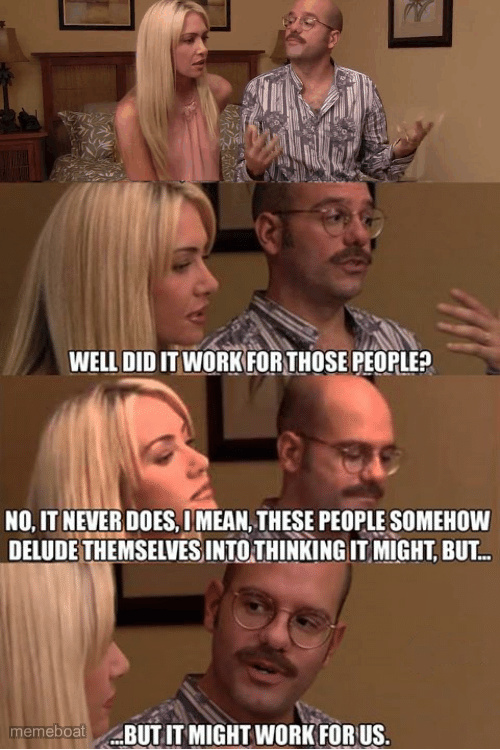 WELL DID IT WORK FOR THOSE PEOPLE?
NO, IT NEVER DOES, I MEAN, THESE PEOPLE SOMEHOW
DELUDE THEMSELVES INTO THINKING IT MIGHT, BUT...
...BUT IT MIGHT WORK FOR US.
memeboat